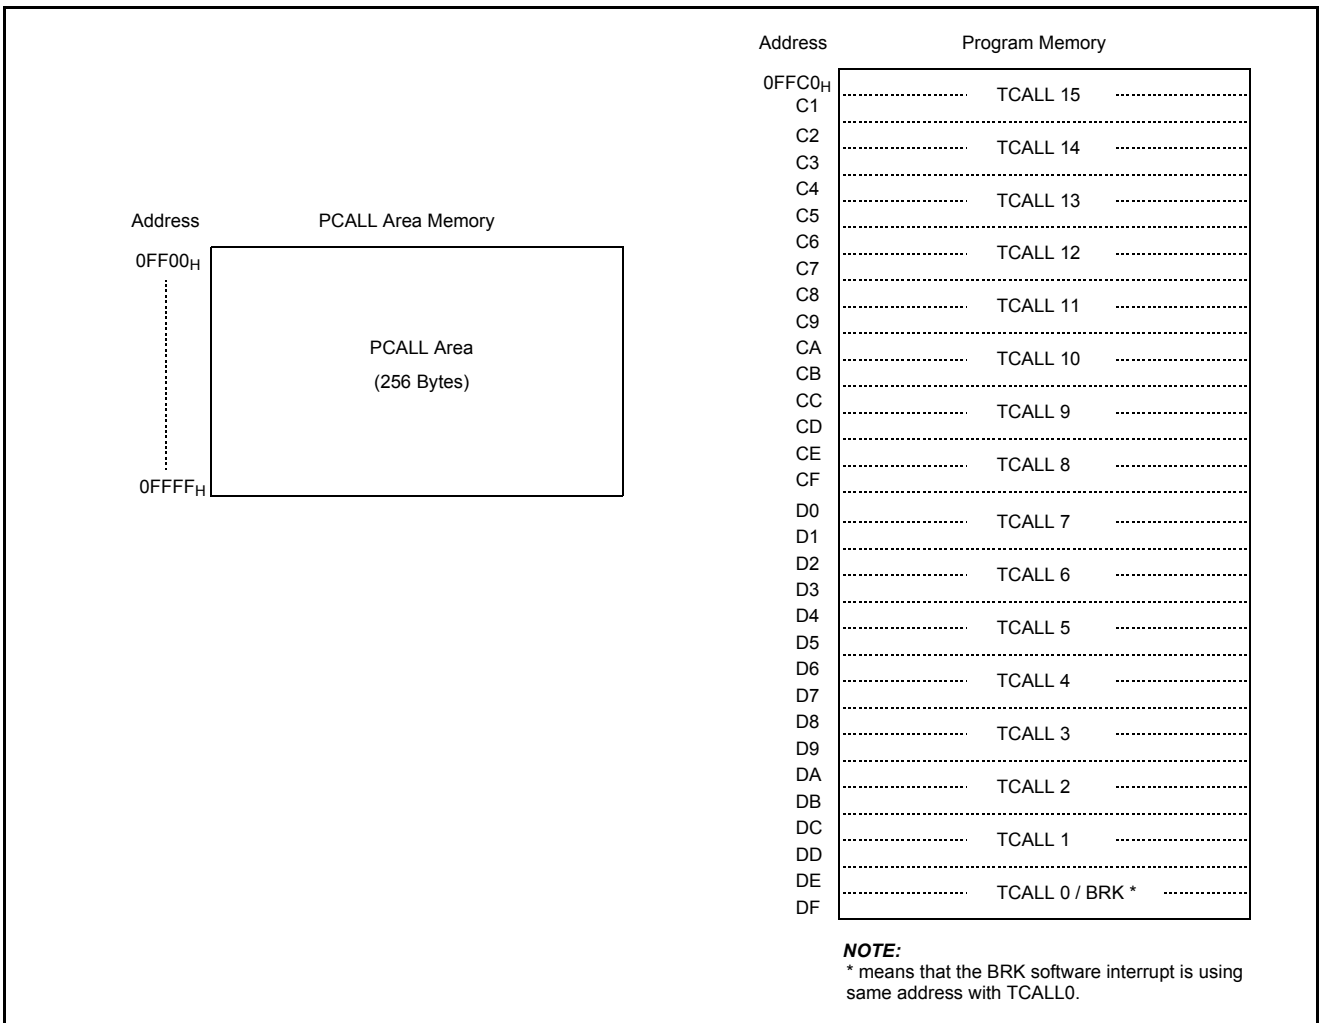 Address PCALL Area Memory
0FF00H
PCALL Area
(256 Bytes)
0FFFFH
Address Program Memory
0FFC0H
C1
TCALL 15
C2
C3
TCALL 14
C4
C5
TCALL 13
C6
C7
TCALL 12
C8
C9
TCALL 11
CA
CB
TCALL 10
CC
CD
TCALL 9
CE
CF
TCALL 8
D0
D1
TCALL 7
D2
D3
TCALL 6
D4
D5
TCALL 5
D6
D7
TCALL 4
D8
D9
TCALL 3
DA
DB
TCALL 2
DC
DD
TCALL 1
DE
DF
TCALL 0 / BRK *
NOTE:
* means that the BRK software interrupt is using
same address with TCALL0.